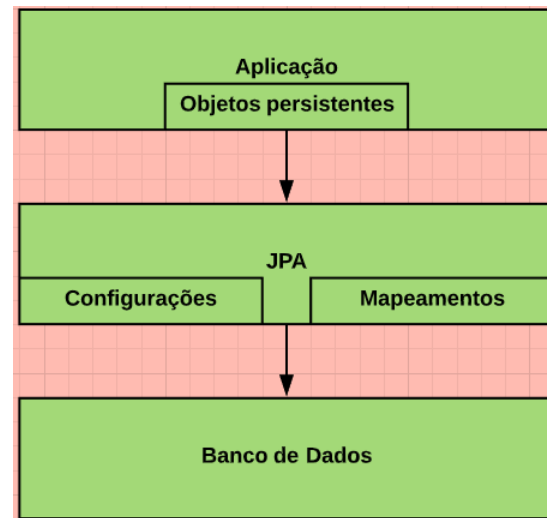 Aplicação
Objetos persistentes
JPA
Configurações
Mapeamentos
Banco de Dados